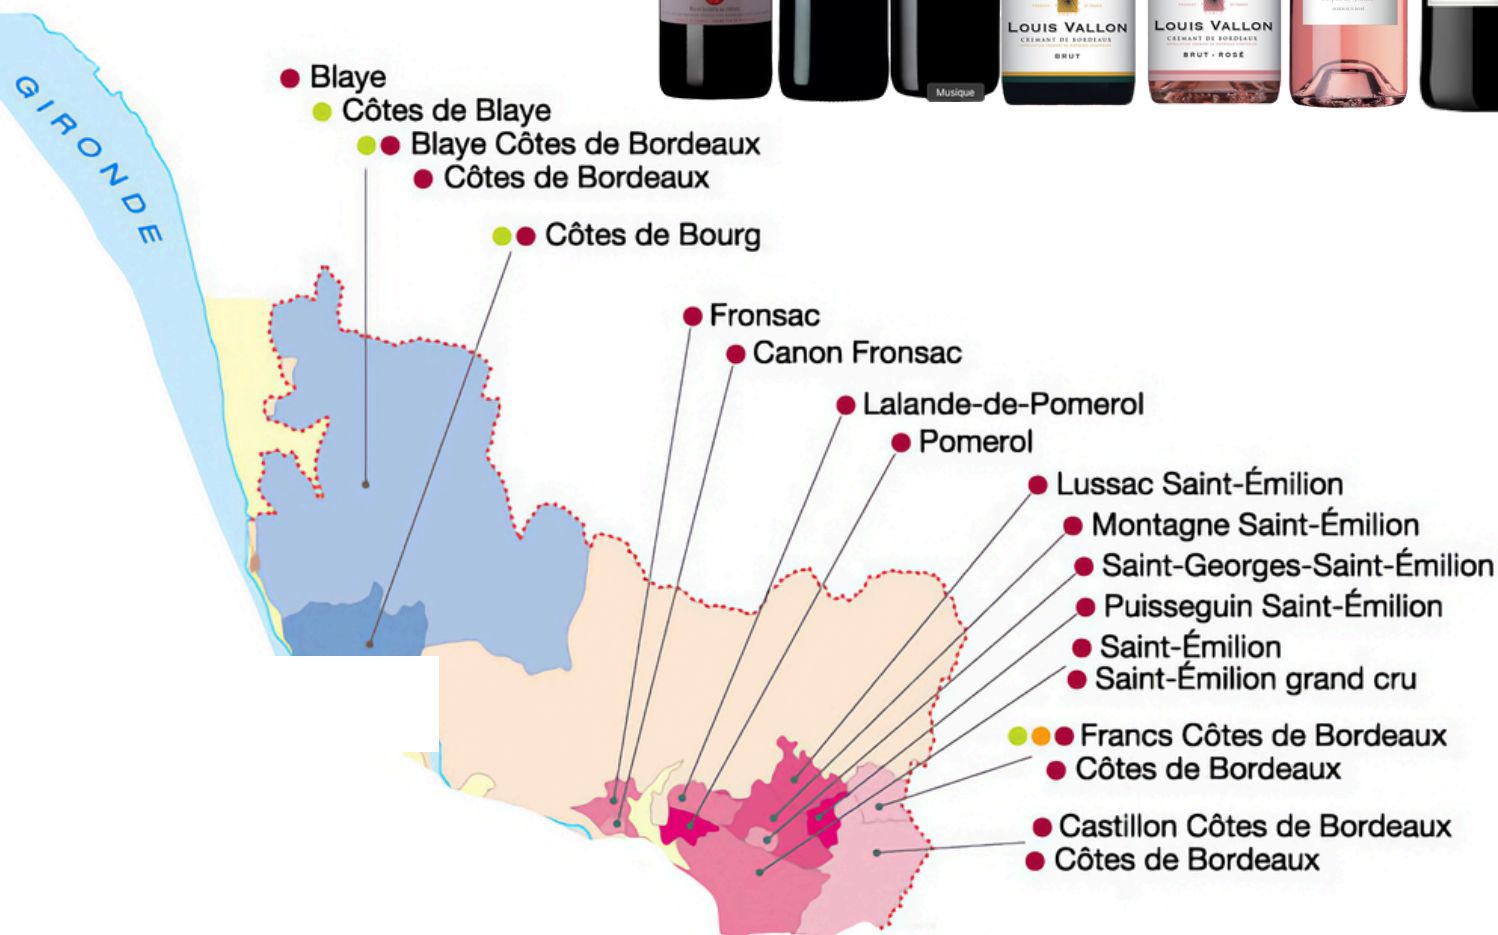 LOUIS VALLON
CRÉMANT DE BORDEAUX
BRUT
LOUIS VALLON
CRÉMANT DE BORDEAUX
BRUT - ROSÉ
Musique
GIRONDE
Blaye
Côtes de Blaye
Blaye Côtes de Bordeaux
Côtes de Bordeaux
Côtes de Bourg
Fronsac
Canon Fronsac
Lalande-de-Pomerol
Pomerol
Lussac Saint-Émilion
Montagne Saint-Émilion
Saint-Georges-Saint-Émilion
Puisseguin Saint-Émilion
Saint-Émilion
Saint-Émilion grand cru
Francs Côtes de Bordeaux
Côtes de Bordeaux
Castillon Côtes de Bordeaux
Côtes de Bordeaux